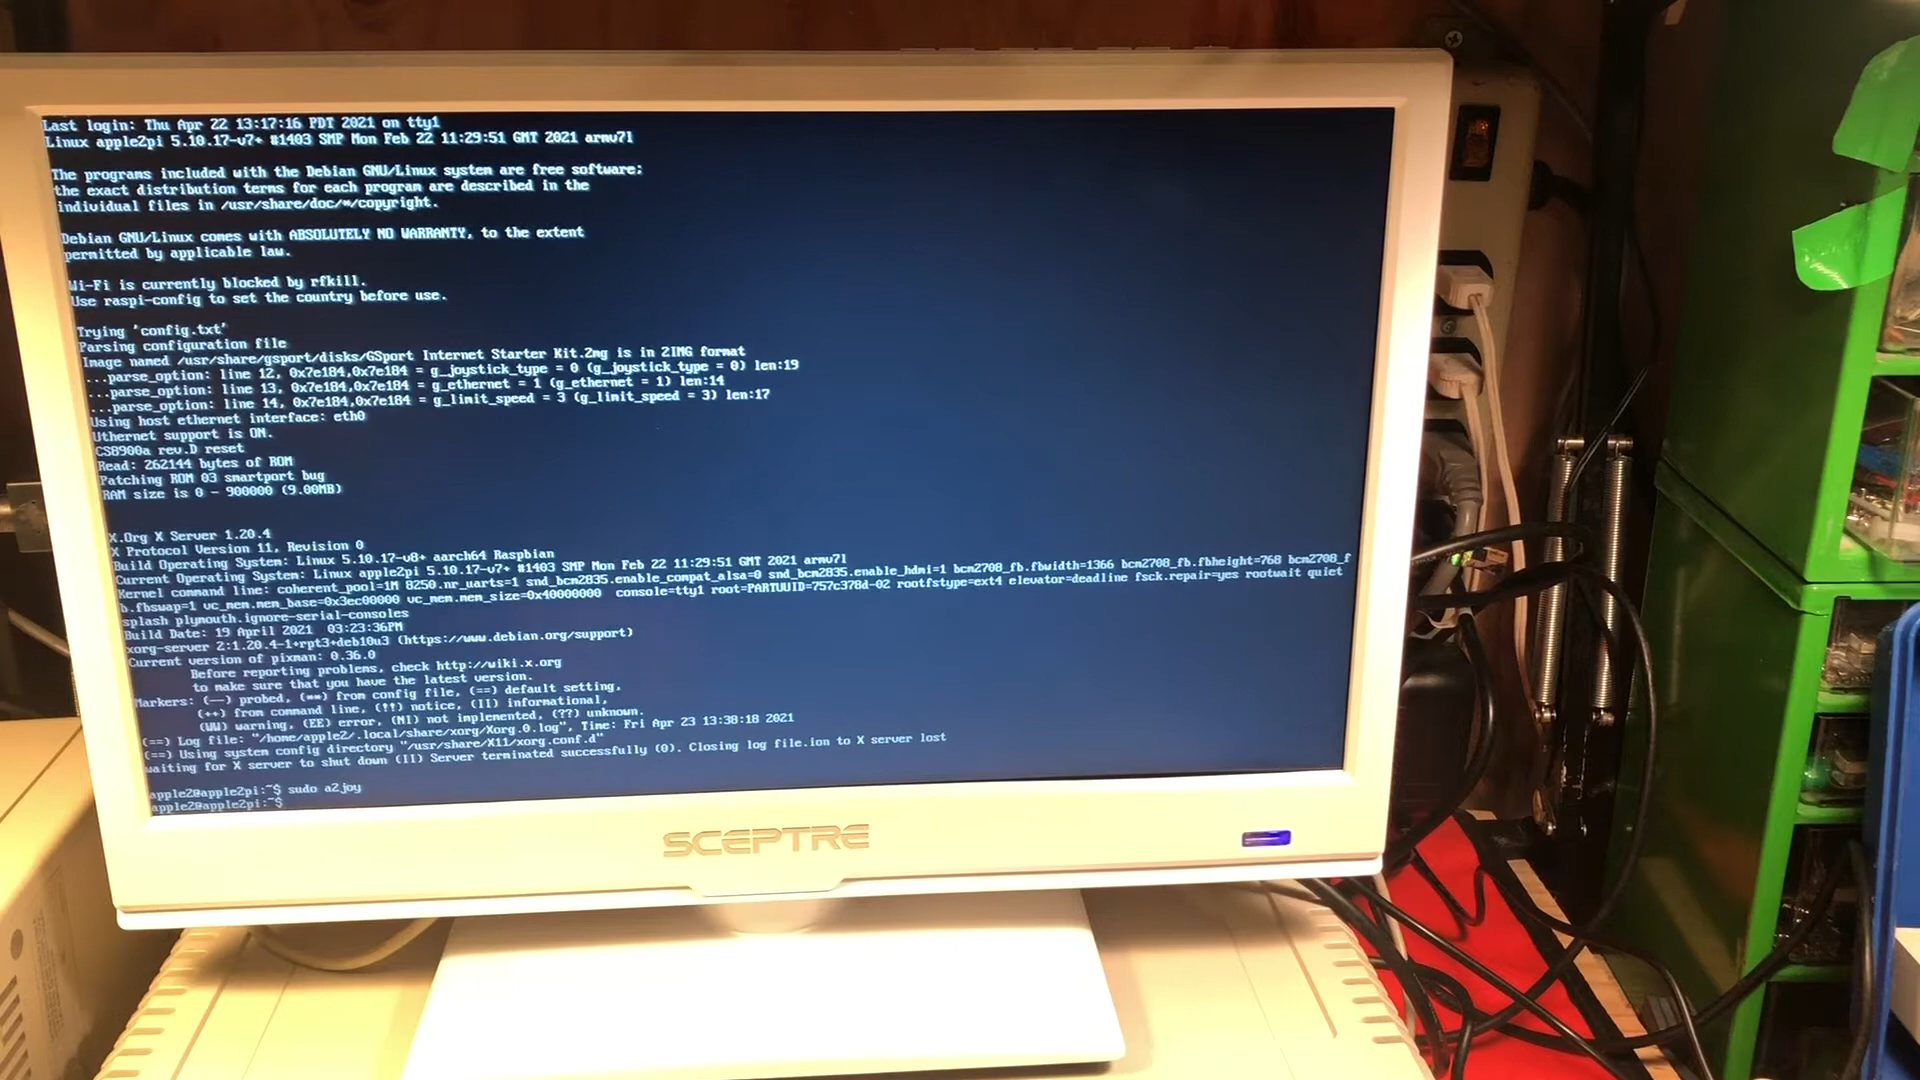 Last login: Thu Apr 22 13:17:16 PDT 2021 on tty1
Linux apple2pi 5.10.17-v7+ #1403 SMP Mon Feb 22 11:29:51 GMT 2021 armv7l
The programs included with the Debian GNU/Linux system are free software;
the exact distribution terms for each program are described in the
individual files in /usr/share/doc/*/copyright.
Debian GNU/Linux comes with ABSOLUTELY NO WARRANTY, to the extent
permitted by applicable law.
Wi-Fi is currently blocked by rfkill.
Use raspi-config to set the country before use.
Trying 'config.txt'
Parsing configuration file
Image named /usr/share/gsport/disks/GSport Internet Starter Kit.2mg is in 2IMG format
...parse_option: line 12, 0x7e184,0x7e184 = g_joystick_type = 0 (g_joystick_type = 0) len:19
...parse_option: line 13, 0x7e184,0x7e184 = g_ethernet = 1 (g_ethernet = 1) len:14
...parse_option: line 14, 0x7e184,0x7e184 = g_limit_speed = 3 (g_limit_speed = 3) len:17
Using host ethernet interface: eth0
Uthernet support is ON.
CS8900a rev.D reset
Read: 262144 bytes of ROM
Patching ROM 03 smartport bug
RAM size is 0 - 900000 (9.00MB)
X.Org X Server 1.20.4
X Protocol Version 11, Revision 0
Build Operating System: Linux 5.10.17-v8+ aarch64 Raspbian
Current Operating System: Linux apple2pi 5.10.17-v7+ #1403 SMP Mon Feb 22 11:29:51 GMT 2021 armv7l
Kernel command line: coherent_pool=1M 8250.nr_uarts=1 snd_bcm2835.enable_compat_alsa=0 snd_bcm2835.enable_hdmi=1 bcm2708_fb.fbwidth=1366 bcm2708_fb.fbheight=768 bcm2708_f
b.fbswap=1 vc_mem.mem_base=0x3ec00000 vc_mem.mem_size=0x40000000  console=tty1 root=PARTUUID=757c378d-02 rootfstype=ext4 elevator=deadline fsck.repair=yes rootwait quiet
splash plymouth.ignore-serial-consoles
Build Date: 19 April 2021  03:23:36PM
xorg-server 2:1.20.4-1+rpt3+deb10u3 (https://www.debian.org/support)
Current version of pixman: 0.36.0
Before reporting problems, check http://wiki.x.org
to make sure that you have the latest version.
Markers: (--) probed, (**) from config file, (==) default setting,
(++) from command line, (!!) notice, (II) informational,
(WW) warning, (EE) error, (NI) not implemented, (??) unknown.
(==) Log file: "/home/apple2/.local/share/xorg/Xorg.0.log", Time: Fri Apr 23 13:38:18 2021
(==) Using system config directory "/usr/share/X11/xorg.conf.d"
waiting for X server to shut down (II) Server terminated successfully (0). Closing log file.ion to X server lost
apple2@apple2pi:~$ sudo a2joy
apple2@apple2pi:~$
SCEPTRE